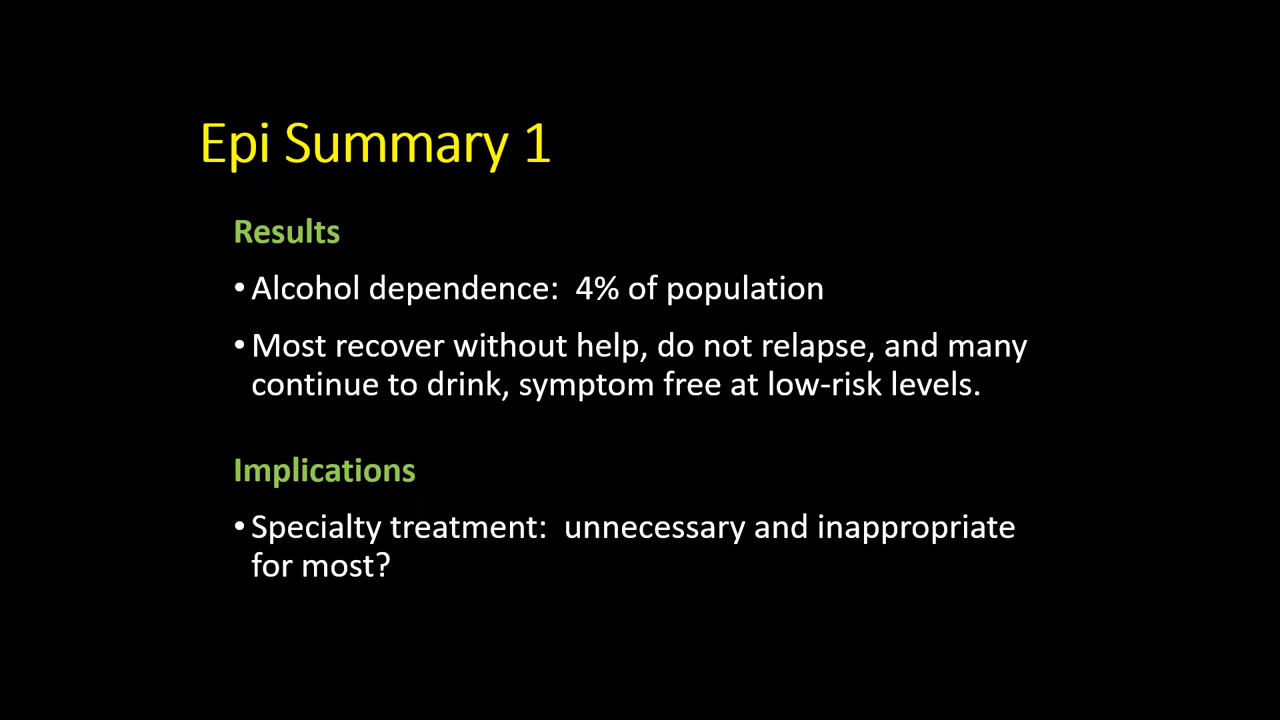 Epi Summary 1
Results
•Alcohol dependence:  4% of population
•Most recover without help, do not relapse, and many
continue to drink, symptom free at low-risk levels.
Implications
•Specialty treatment:  unnecessary and inappropriate
for most?